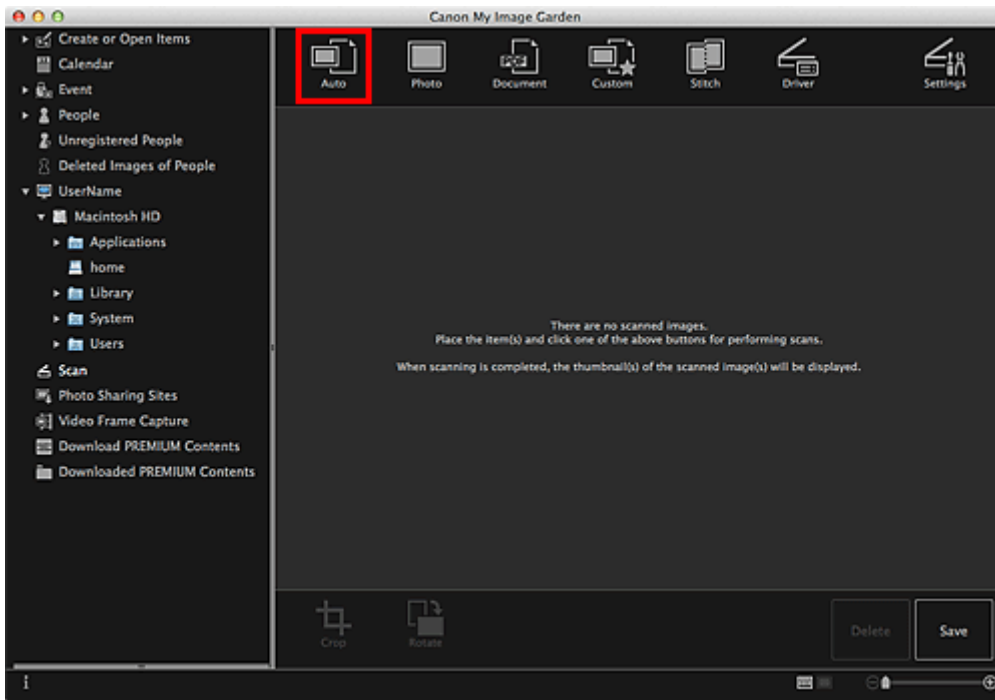 Canon My Image Garden
Create or Open Items
Calendar
Event
People
Unregistered People
Deleted Images of People
UserName
Macintosh HD
Applications
home
Library
System
Users
Scan
Photo Sharing Sites
Video Frame Capture
Download PREMIUM Contents
Downloaded PREMIUM Contents
Auto
Photo
PDF
Document
Custom
Stitch
Driver
Settings
There are no scanned images.
Place the item(s) and click one of the above buttons for performing scans.
When scanning is completed, the thumbnail(s) of the scanned image(s) will be displayed.
Crop
Rotate
Delete
Save
i